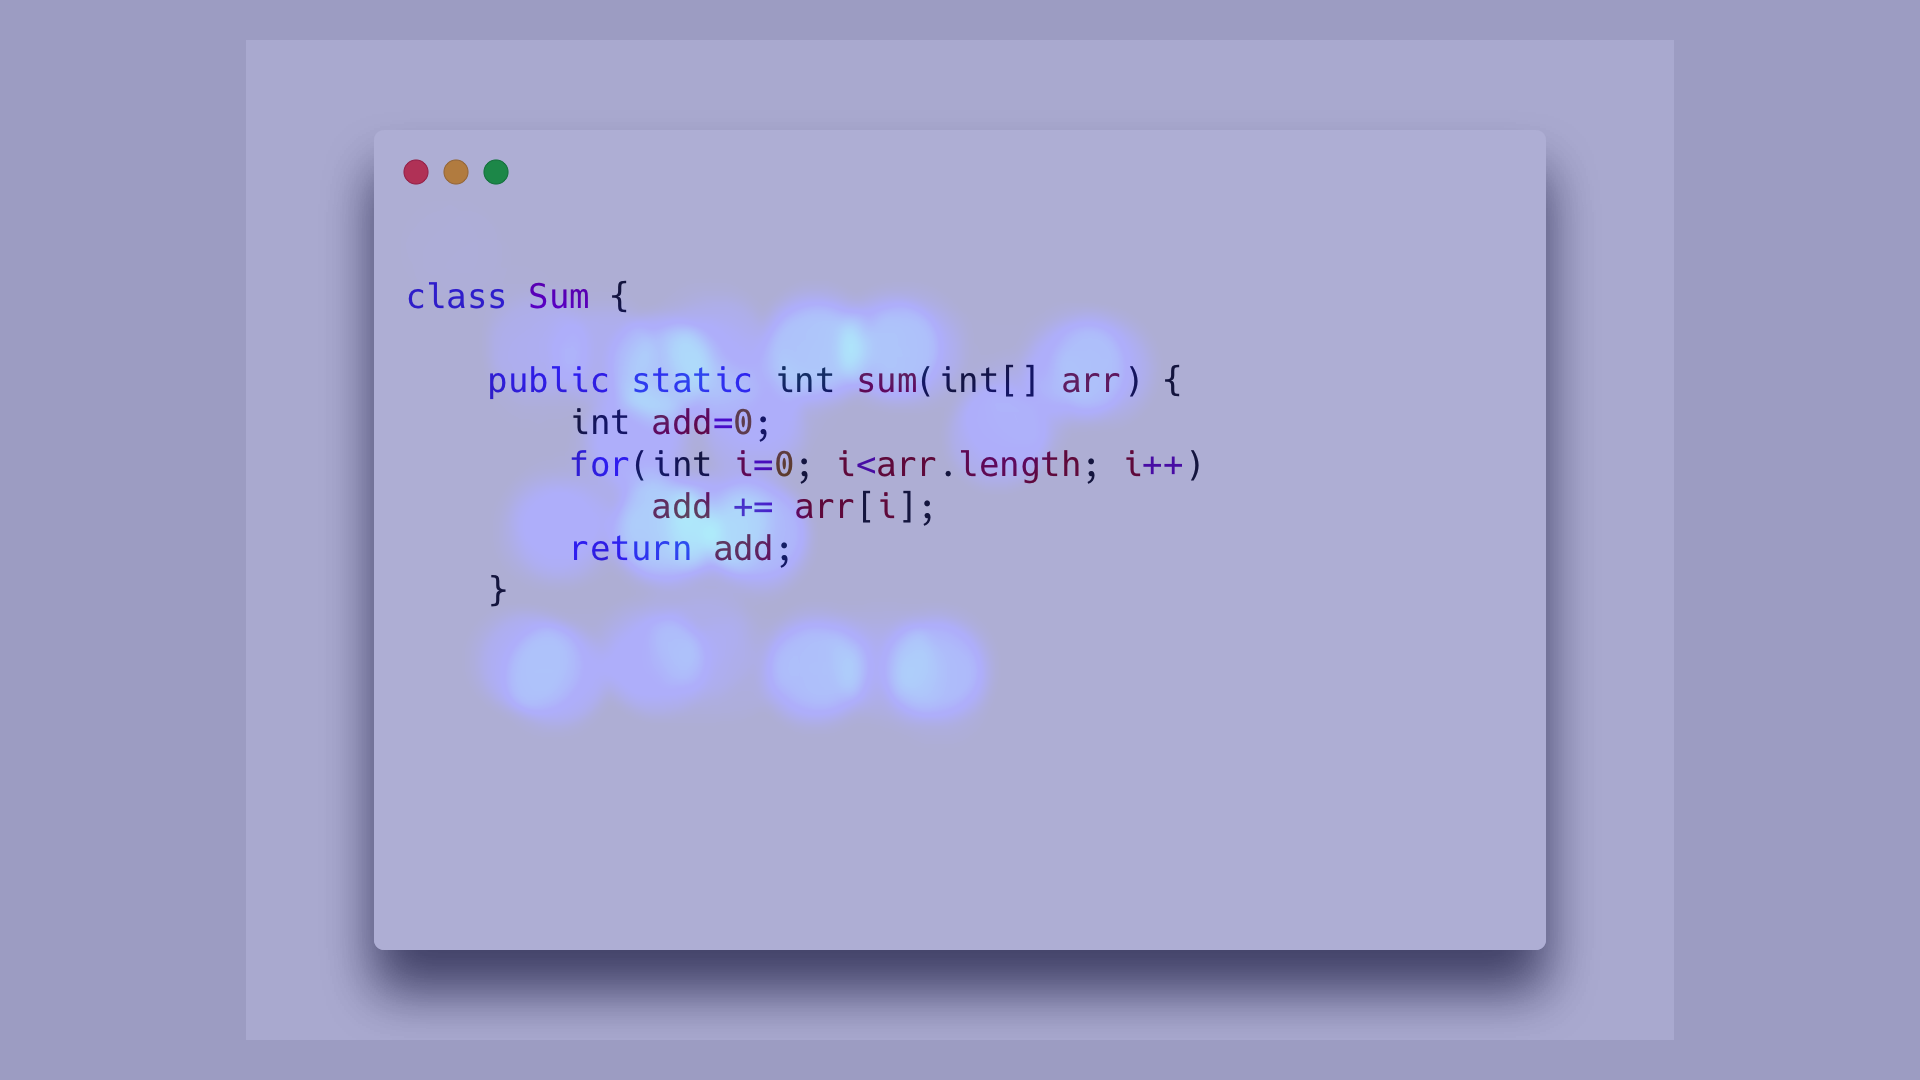 class Sum {
    public static int sum(int[] arr) {
        int add=0;
        for(int i=0; i<arr.length; i++)
            add += arr[i];
        return add;
    }